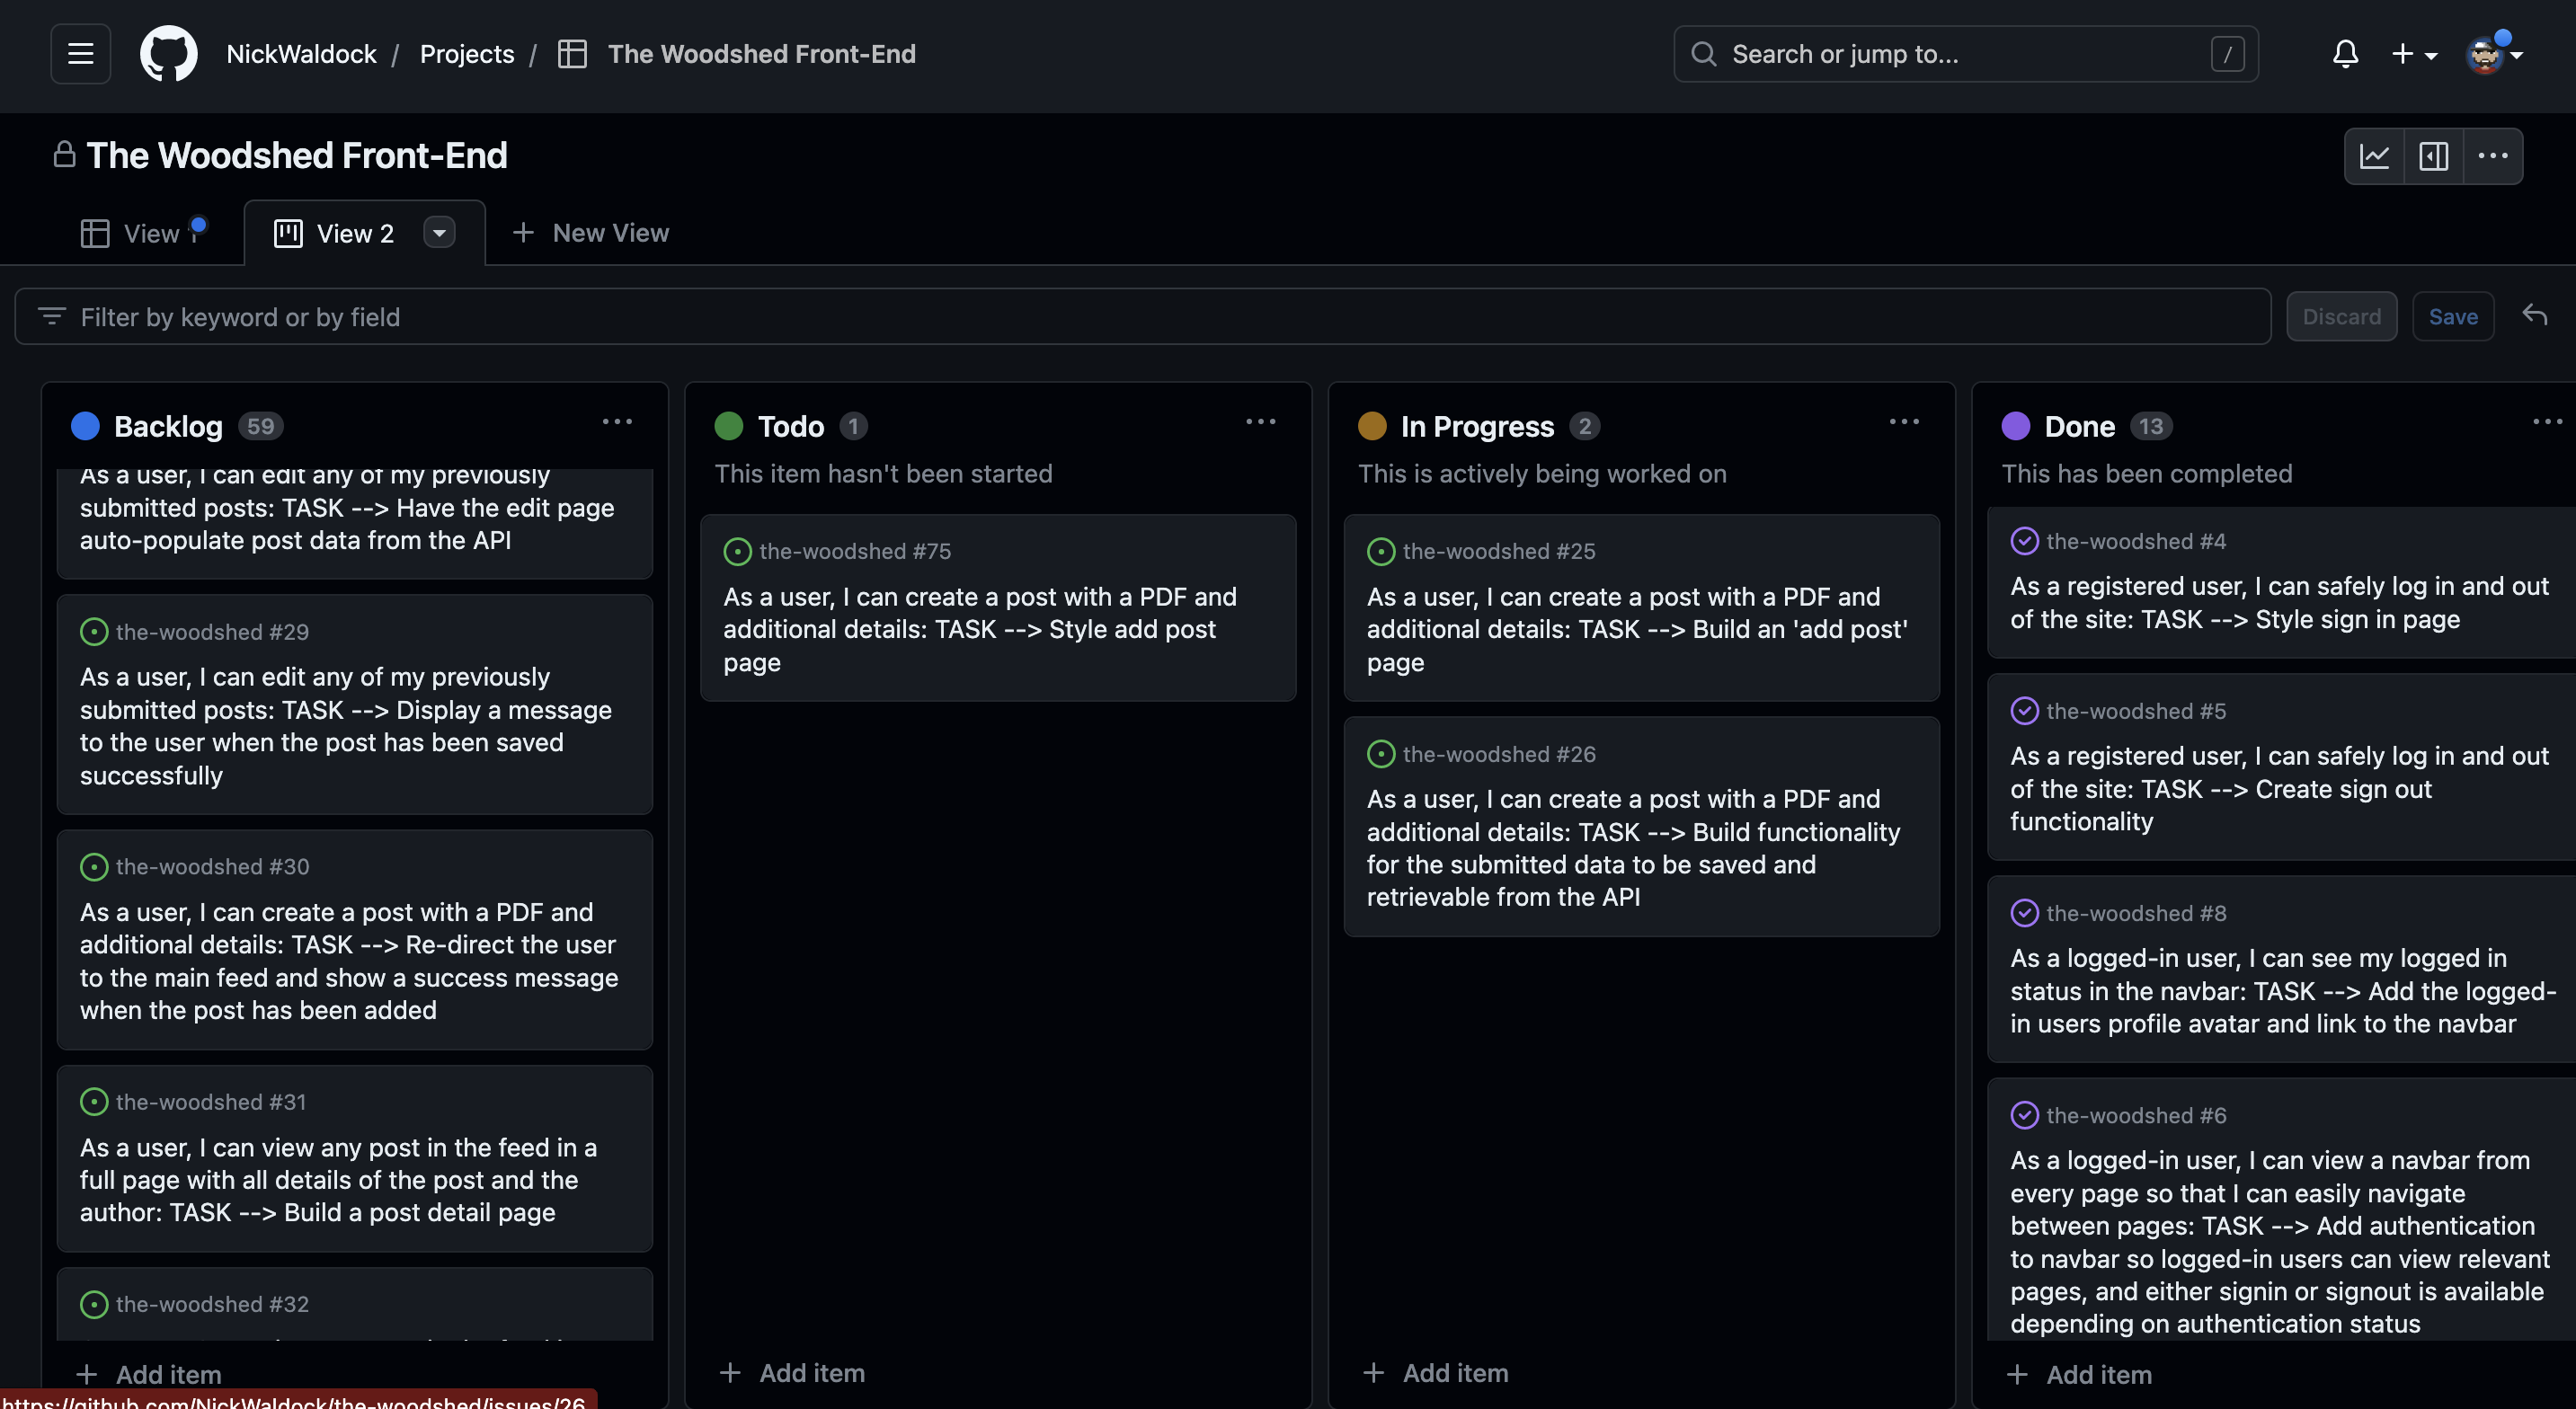 NickWaldock / Projects / The Woodshed Front-End
Search or jump to...
/
The Woodshed Front-End
View 
View 2
New View
Filter by keyword or by field
Discard
Save
Backlog 59
As a user, I can edit any of my previously
submitted posts: TASK --> Have the edit page
auto-populate post data from the API
the-woodshed #29
As a user, I can edit any of my previously
submitted posts: TASK --> Display a message
to the user when the post has been saved
successfully
the-woodshed #30
As a user, I can create a post with a PDF and
additional details: TASK --> Re-direct the user
to the main feed and show a success message
when the post has been added
the-woodshed #31
As a user, I can view any post in the feed in a
full page with all details of the post and the
author: TASK --> Build a post detail page
the-woodshed #32
Add item
Todo 1
This item hasn't been started
the-woodshed #75
As a user, I can create a post with a PDF and
additional details: TASK --> Style add post
page
Add item
In Progress 2
This is actively being worked on
the-woodshed #25
As a user, I can create a post with a PDF and
additional details: TASK --> Build an 'add post'
page
the-woodshed #26
As a user, I can create a post with a PDF and
additional details: TASK --> Build functionality
for the submitted data to be saved and
retrievable from the API
Add item
Done 13
This has been completed
the-woodshed #4
As a registered user, I can safely log in and out
of the site: TASK --> Style sign in page
the-woodshed #5
As a registered user, I can safely log in and out
of the site: TASK --> Create sign out
functionality
the-woodshed #8
As a logged-in user, I can see my logged in
status in the navbar: TASK --> Add the logged-
in users profile avatar and link to the navbar
the-woodshed #6
As a logged-in user, I can view a navbar from
every page so that I can easily navigate
between pages: TASK --> Add authentication
to navbar so logged-in users can view relevant
pages, and either signin or signout is available
depending on authentication status
Add item
https://github.com/NickWaldock/the-woodshed/issues/26